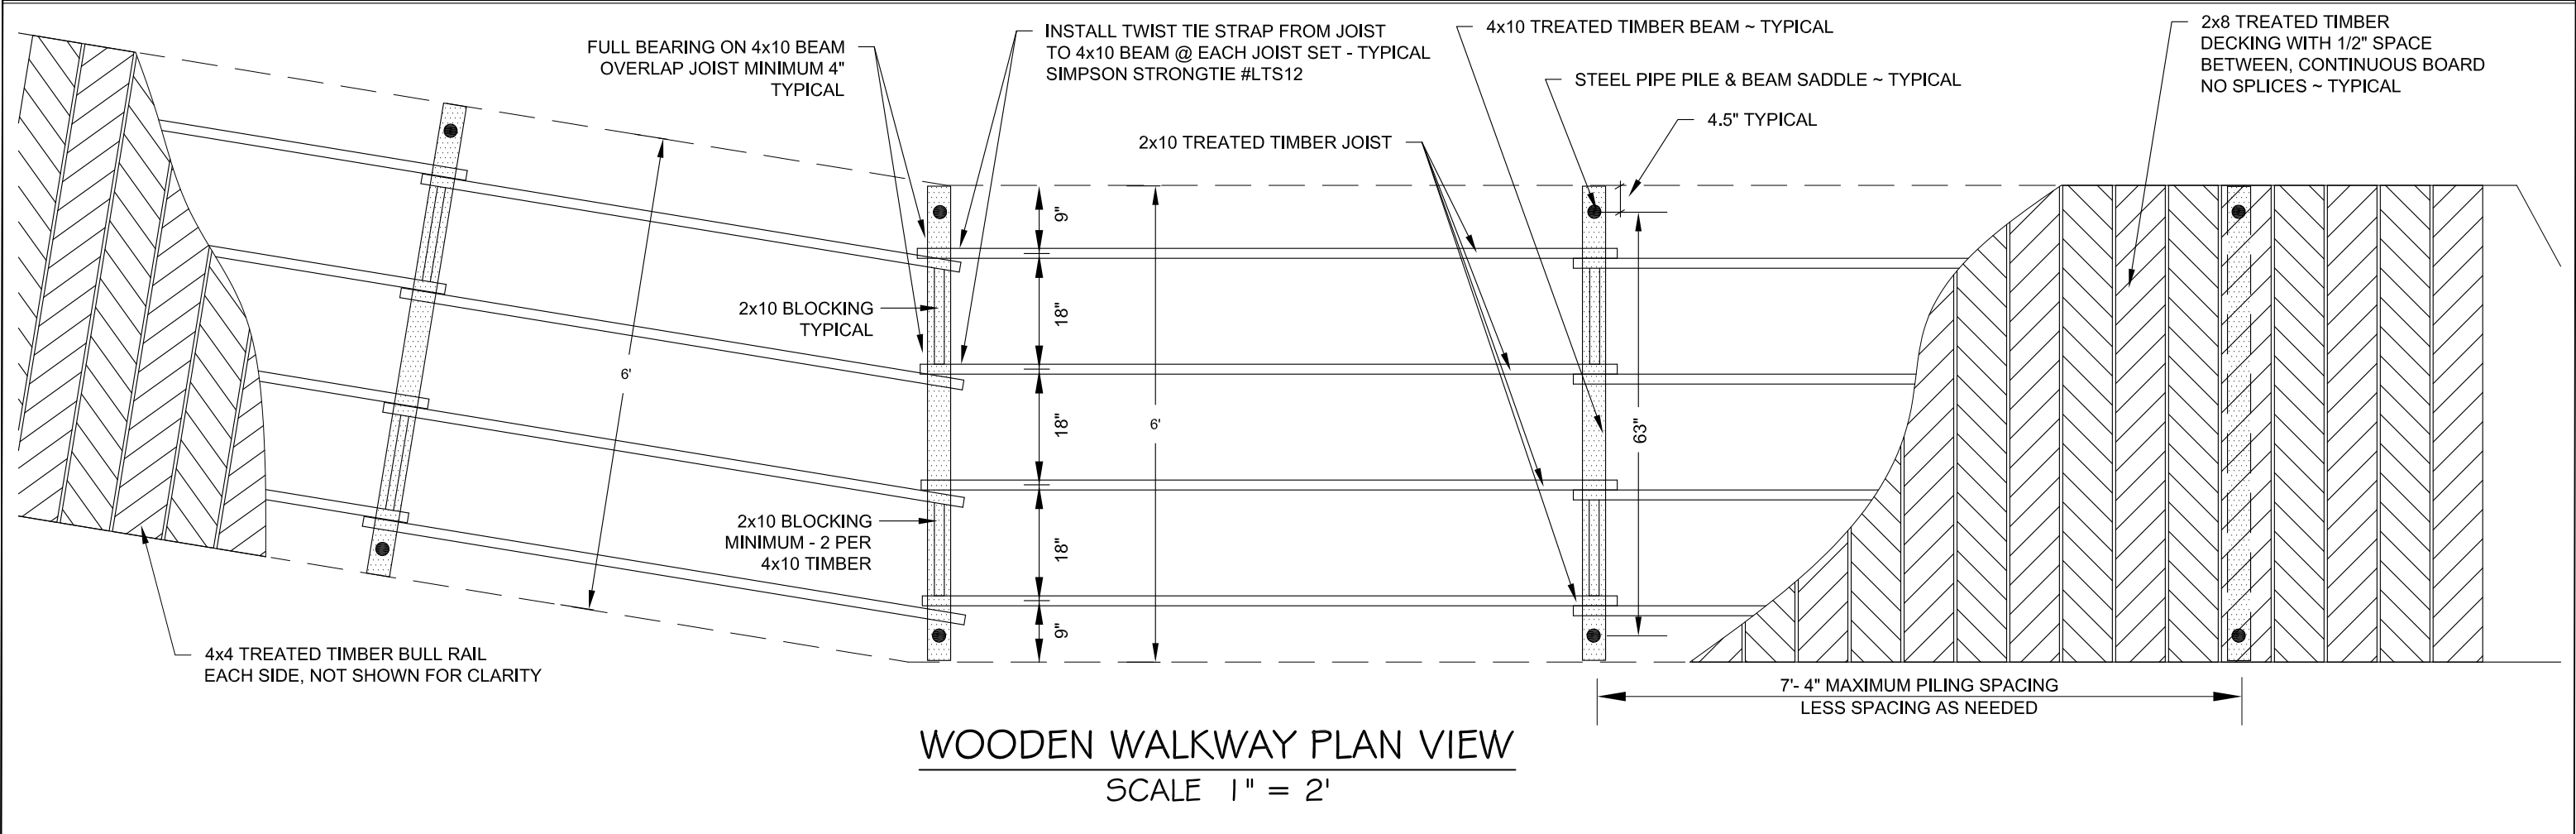 FULL BEARING ON 4x10 BEAM
OVERLAP JOIST MINIMUM 4"
TYPICAL
INSTALL TWIST TIE STRAP FROM JOIST
TO 4x10 BEAM @ EACH JOIST SET - TYPICAL
SIMPSON STRONGTIE #LTS12
4x10 TREATED TIMBER BEAM ~ TYPICAL
STEEL PIPE PILE & BEAM SADDLE ~ TYPICAL
4.5" TYPICAL
2x10 TREATED TIMBER JOIST
2x8 TREATED TIMBER
DECKING WITH 1/2" SPACE
BETWEEN, CONTINUOUS BOARD
NO SPLICES ~ TYPICAL
9"
18"
18"
18"
9"
6'
6'
63"
2x10 BLOCKING
TYPICAL
2x10 BLOCKING
MINIMUM - 2 PER
4x10 TIMBER
4x4 TREATED TIMBER BULL RAIL
EACH SIDE, NOT SHOWN FOR CLARITY
7'- 4" MAXIMUM PILING SPACING
LESS SPACING AS NEEDED
WOODEN WALKWAY PLAN VIEW
SCALE 1" = 2'